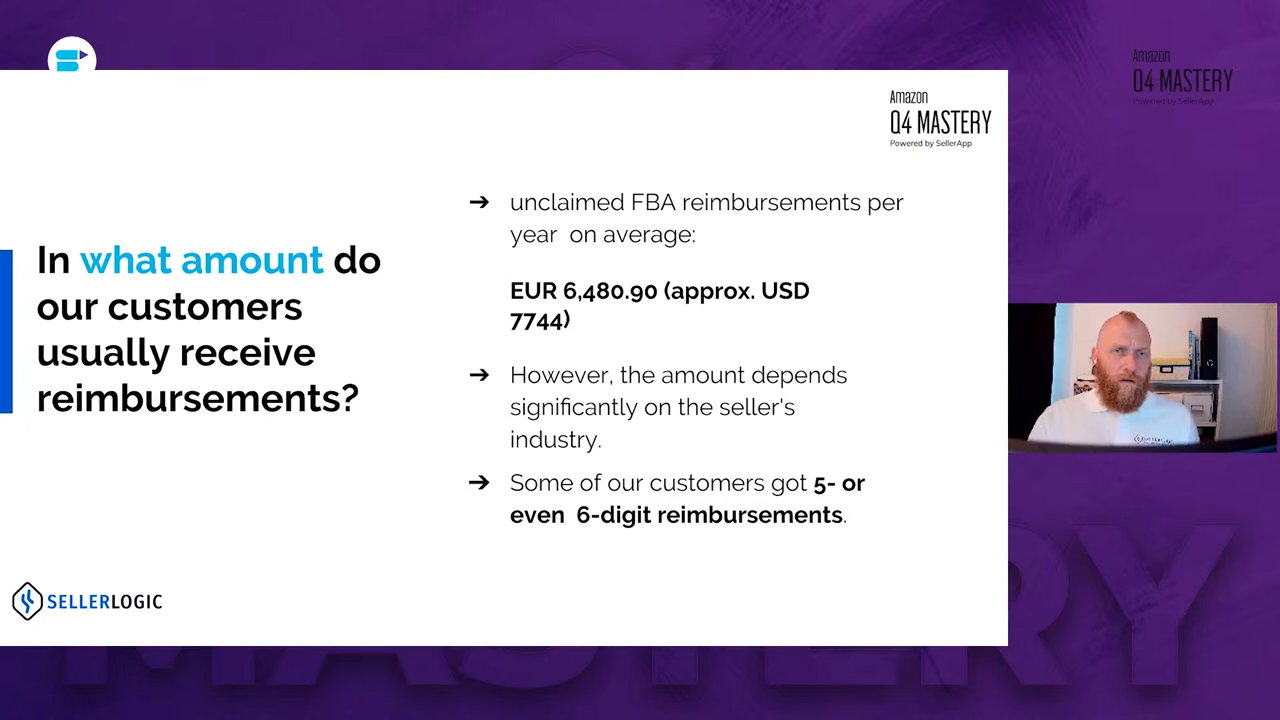 Amazon
Q4 MASTERY
Powered by SellerApp
Amazon
Q4 MASTERY
Powered by SellerApp
In what amount do
our customers
usually receive
reimbursements?
➔ unclaimed FBA reimbursements per
year on average:
EUR 6,480.90 (approx. USD
7744)
➔ However, the amount depends
significantly on the seller's
industry.
➔ Some of our customers got 5- or
even 6-digit reimbursements.
SELLERLOGIC
MASTERY